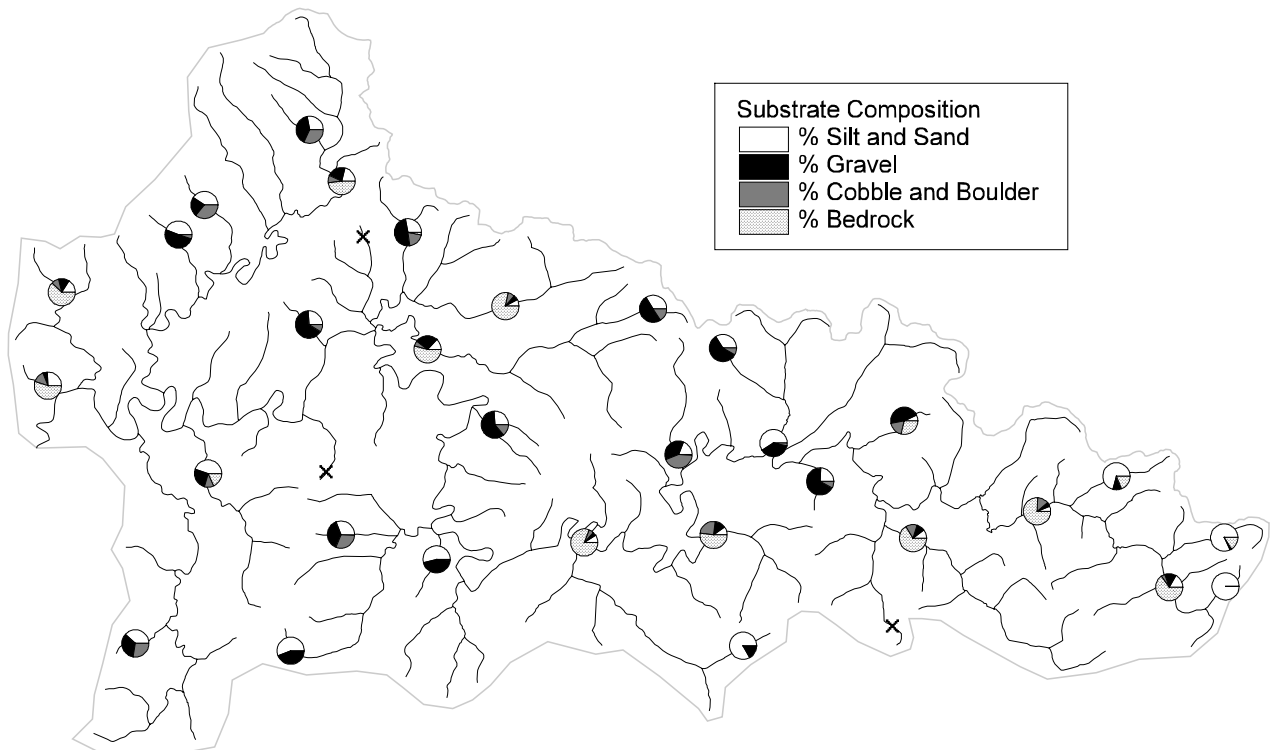 Substrate Composition
% Silt and Sand
% Gravel
% Cobble and Boulder
% Bedrock